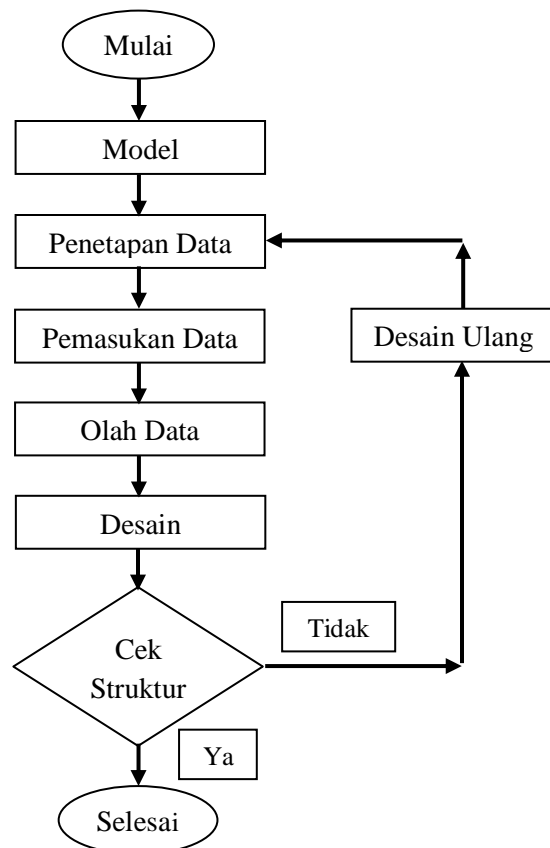 Mulai
Model
Penetapan Data
Pemasukan Data
Desain Ulang
Olah Data
Desain
Tidak
Cek
Struktur
Ya
Selesai